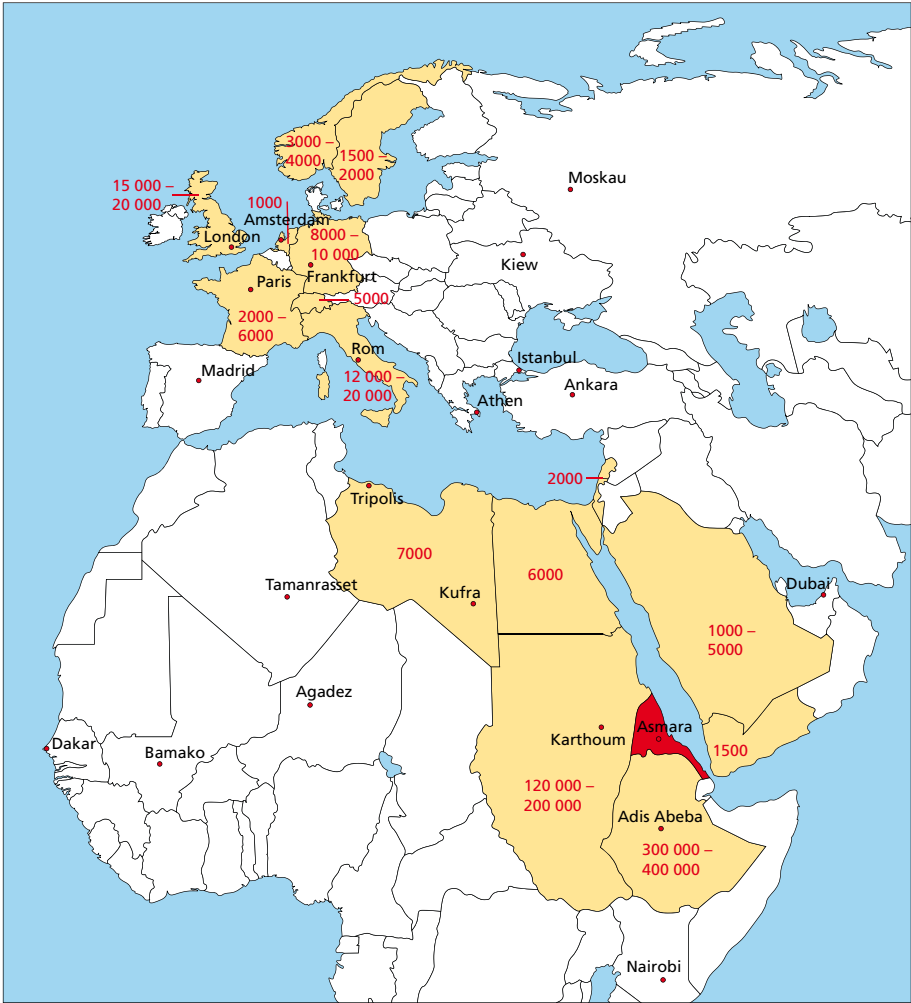 3000 –
4000
1500 –
2000
Moskau
15 000 –
20 000
1000
Amsterdam
London
8000 –
10 000
Kiew
Paris
Frankfurt
5000
2000 –
6000
Rom
Istanbul
Madrid
12 000 –
20 000
Ankara
Athen
2000
Tripolis
7000
6000
Tamanrasset
Kufra
Dubai
1000 –
5000
Agadez
Asmara
Karthoum
Dakar
Bamako
1500
120 000 –
200 000
Adis Abeba
300 000 –
400 000
Nairobi